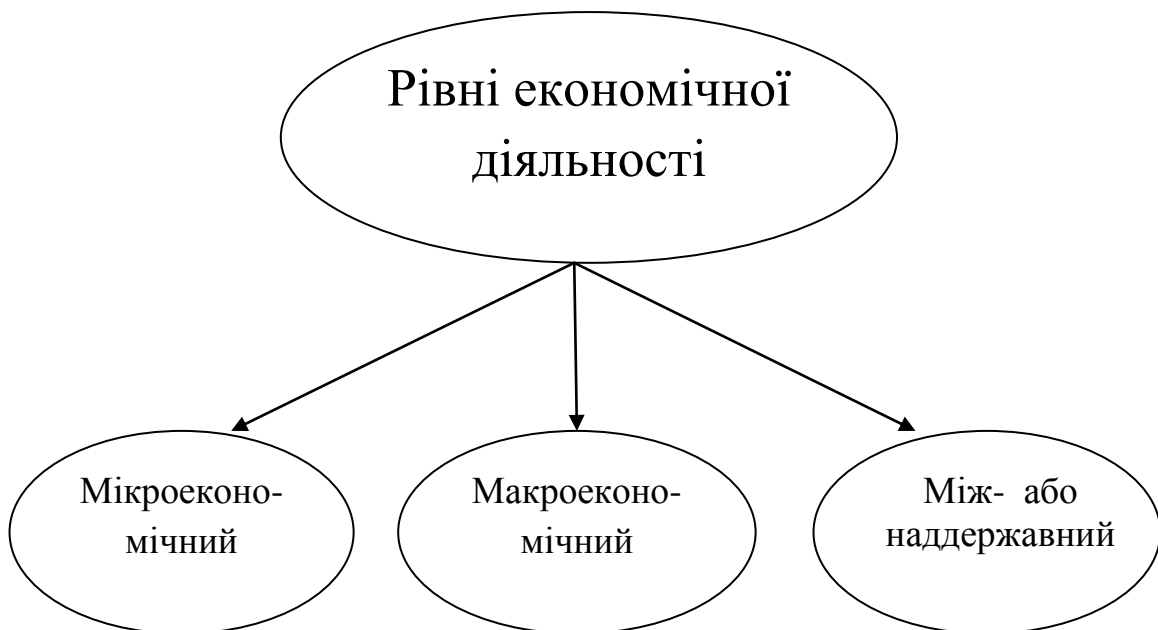 Рівні економічної
діяльності
Мікроеконо-
мічний
Макроеконо-
мічний
Між- або
наддержавний